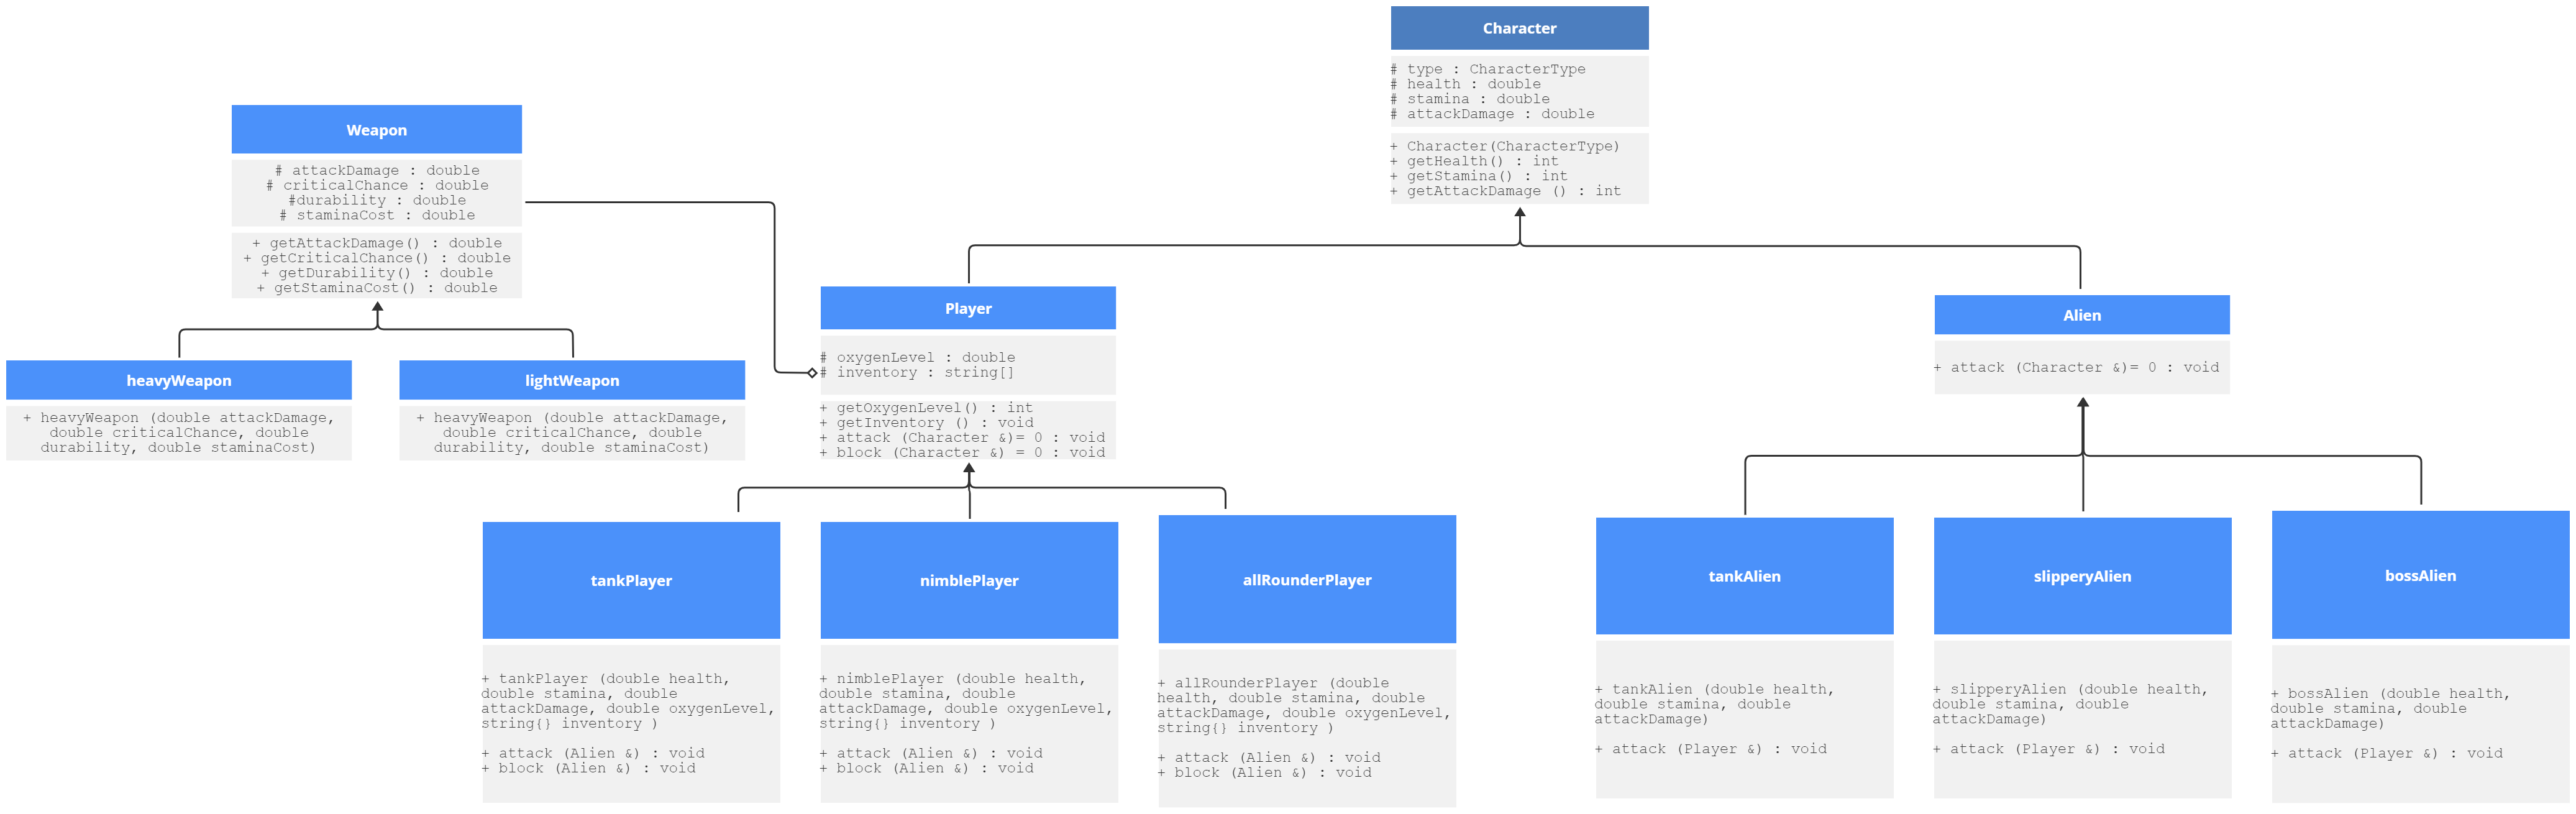 Character
# type : CharacterType
# health : double
# stamina : double
# attackDamage : double
+ Character(CharacterType)
+ getHealth() : int
+ getStamina() : int
+ getAttackDamage () : int
Weapon
# attackDamage : double
# criticalChance : double
#durability : double
# staminaCost : double
+ getAttackDamage() : double
+ getCriticalChance() : double
+ getDurability() : double
+ getStaminaCost() : double
heavyWeapon
+ heavyWeapon (double attackDamage,
double criticalChance, double
durability, double staminaCost)
lightWeapon
+ heavyWeapon (double attackDamage,
double criticalChance, double
durability, double staminaCost)
Player
# oxygenLevel : double
# inventory : string[]
+ getOxygenLevel() : int
+ getInventory () : void
+ attack (Character &)= 0 : void
+ block (Character &) = 0 : void
Alien
+ attack (Character &)= 0 : void
tankPlayer
+ tankPlayer (double health,
double stamina, double
attackDamage, double oxygenLevel,
string{} inventory )
+ attack (Alien &) : void
+ block (Alien &) : void
nimblePlayer
+ nimblePlayer (double health,
double stamina, double
attackDamage, double oxygenLevel,
string{} inventory )
+ attack (Alien &) : void
+ block (Alien &) : void
allRounderPlayer
+ allRounderPlayer (double
health, double stamina, double
attackDamage, double oxygenLevel,
string{} inventory )
+ attack (Alien &) : void
+ block (Alien &) : void
tankAlien
+ tankAlien (double health,
double stamina, double
attackDamage)
+ attack (Player &) : void
slipperyAlien
+ slipperyAlien (double health,
double stamina, double
attackDamage)
+ attack (Player &) : void
bossAlien
+ bossAlien (double health,
double stamina, double
attackDamage)
+ attack (Player &) : void